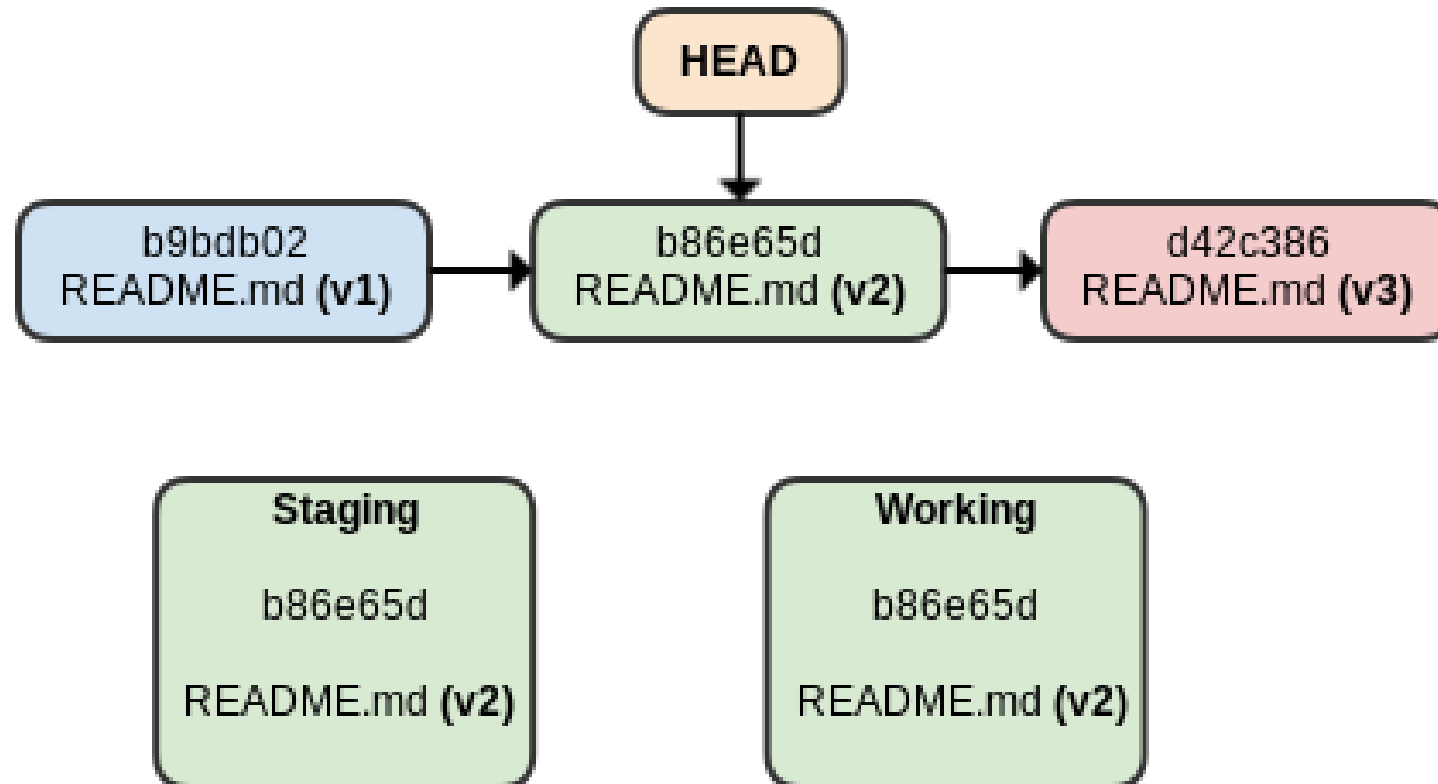 HEAD
b9bdb02
README.md (v1)
b86e65d
README.md (v2)
d42c386
README.md (v3)
Staging
b86e65d
README.md (v2)
Working
b86e65d
README.md (v2)